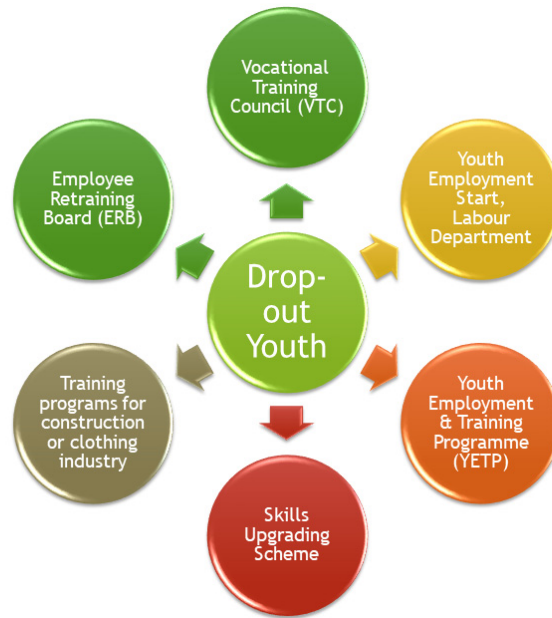 Vocational
Training
Council (VTC)
Employee
Retraining
Board (ERB)
Youth
Employment
Start,
Labour
Department
Drop-
out
Youth
Training
programs for
construction
or clothing
industry
Youth
Employment
& Training
Programme
(YETP)
Skills
Upgrading
Scheme